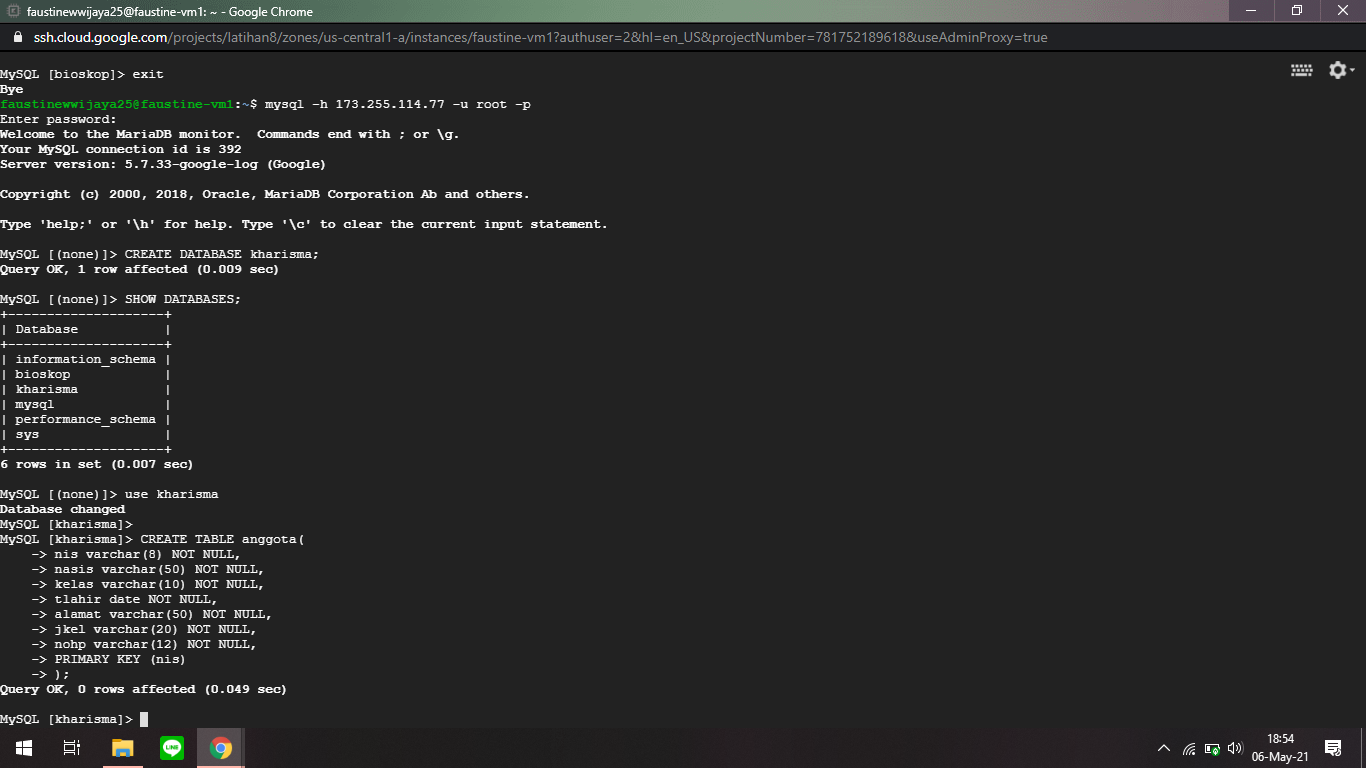 faustinewwijaya25@faustine-vm1: ~ - Google Chrome
ssh.cloud.google.com/projects/latihan8/zones/us-central1-a/instances/faustine-vm1?authuser=2&hl=en_US&projectNumber=781752189618&useAdminProxy=true
MySQL [bioskop]> exit
Bye
faustinewwijaya25@faustine-vm1:~$ mysql -h 173.255.114.77 -u root -p
Enter password:
Welcome to the MariaDB monitor.  Commands end with ; or \g.
Your MySQL connection id is 392
Server version: 5.7.33-google-log (Google)
Copyright (c) 2000, 2018, Oracle, MariaDB Corporation Ab and others.
Type 'help;' or '\h' for help. Type '\c' to clear the current input statement.
MySQL [(none)]> CREATE DATABASE kharisma;
Query OK, 1 row affected (0.009 sec)
MySQL [(none)]> SHOW DATABASES;
+--------------------+
| Database           |
+--------------------+
| information_schema |
| bioskop            |
| kharisma           |
| mysql              |
| performance_schema |
| sys                |
+--------------------+
6 rows in set (0.007 sec)
MySQL [(none)]> use kharisma
Database changed
MySQL [kharisma]>
MySQL [kharisma]> CREATE TABLE anggota(
    -> nis varchar(8) NOT NULL,
    -> nasis varchar(50) NOT NULL,
    -> kelas varchar(10) NOT NULL,
    -> tlahir date NOT NULL,
    -> alamat varchar(50) NOT NULL,
    -> jkel varchar(20) NOT NULL,
    -> nohp varchar(12) NOT NULL,
    -> PRIMARY KEY (nis)
    -> );
Query OK, 0 rows affected (0.049 sec)
MySQL [kharisma]>
LINE
18:54
06-May-21